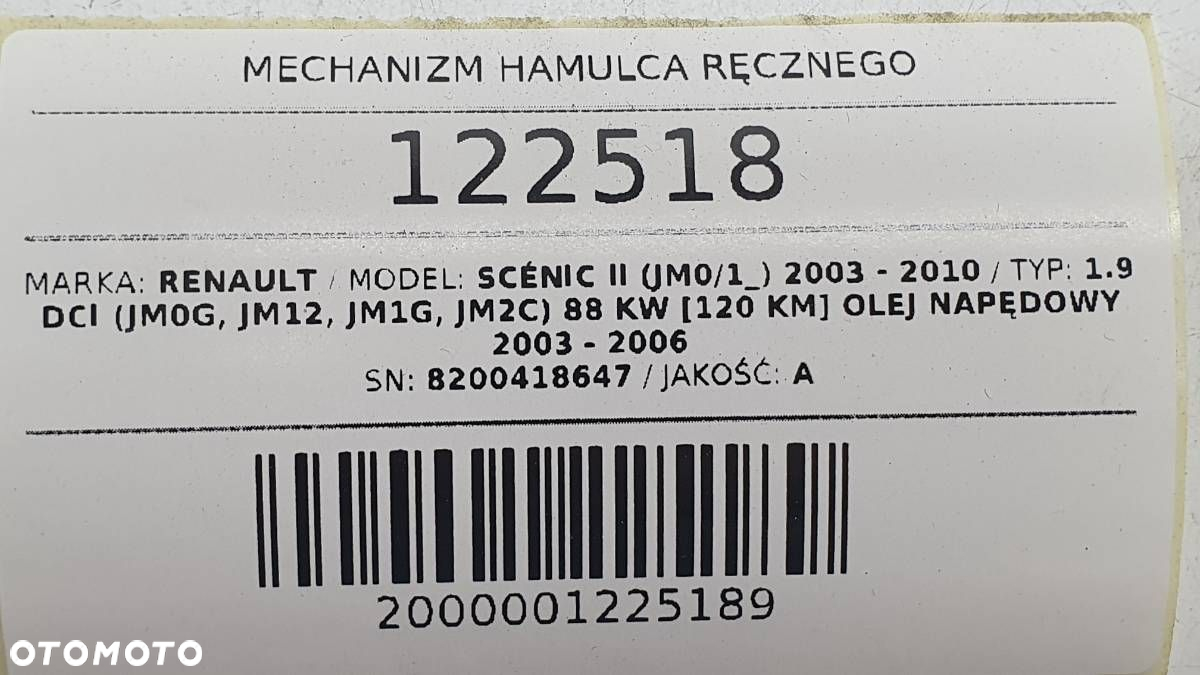 MECHANIZM HAMULCA RĘCZNEGO
122518
MARKA: RENAULT / MODEL: SCÉNIC II (JM0/1_) 2003 - 2010 / TYP: 1.9
DCI (JM0G, JM12, JM1G, JM2C) 88 KW [120 KM] OLEJ NAPĘDOWY
2003 - 2006
SN: 8200418647 / JAKOŚĆ: A
2000001225189
OTOMOTO